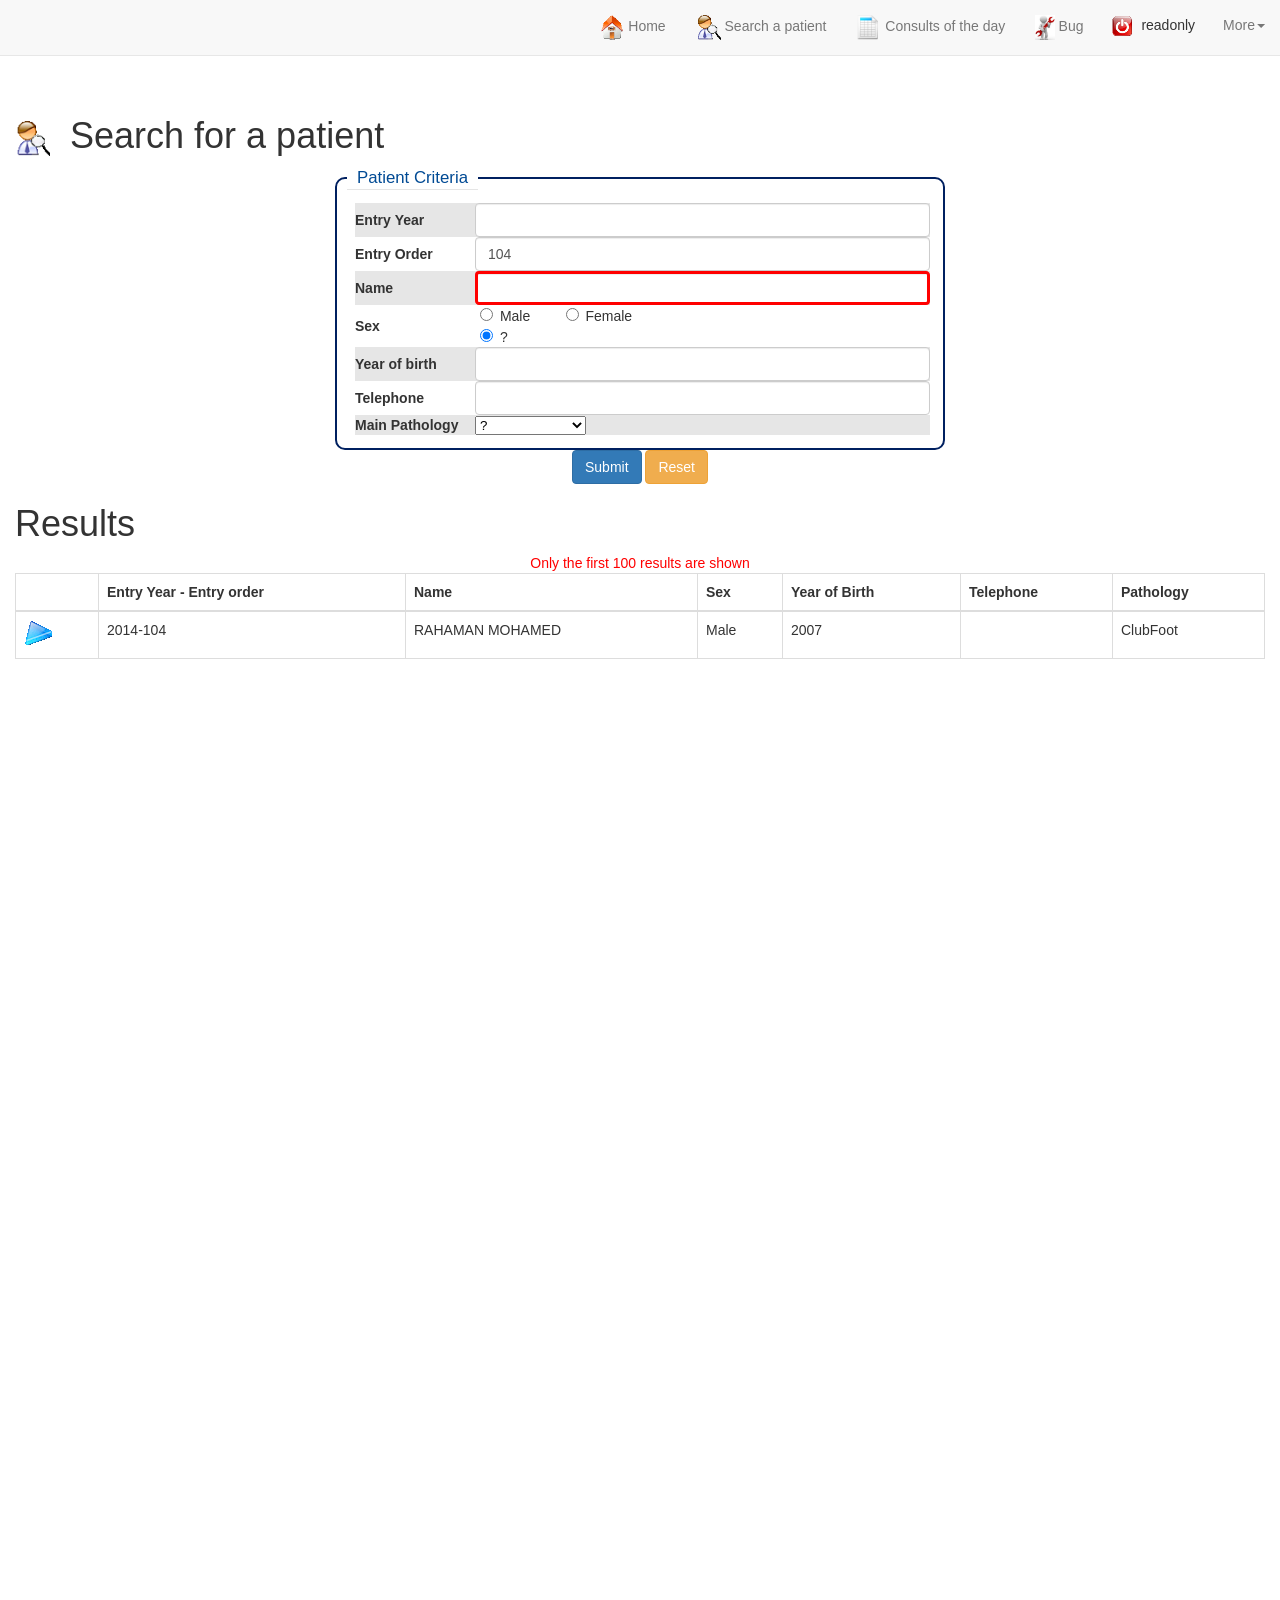 Home Search a patient Consults of the day Bug readonly More
Search for a patient
Patient Criteria
Entry Year
Entry Order 104
Name
Sex Male Female
?
Year of birth
Telephone
Main Pathology ?
Submit Reset
Results
Only the first 100 results are shown
Entry Year - Entry order Name Sex Year of Birth Telephone Pathology
2014-104 RAHAMAN MOHAMED Male 2007 ClubFoot